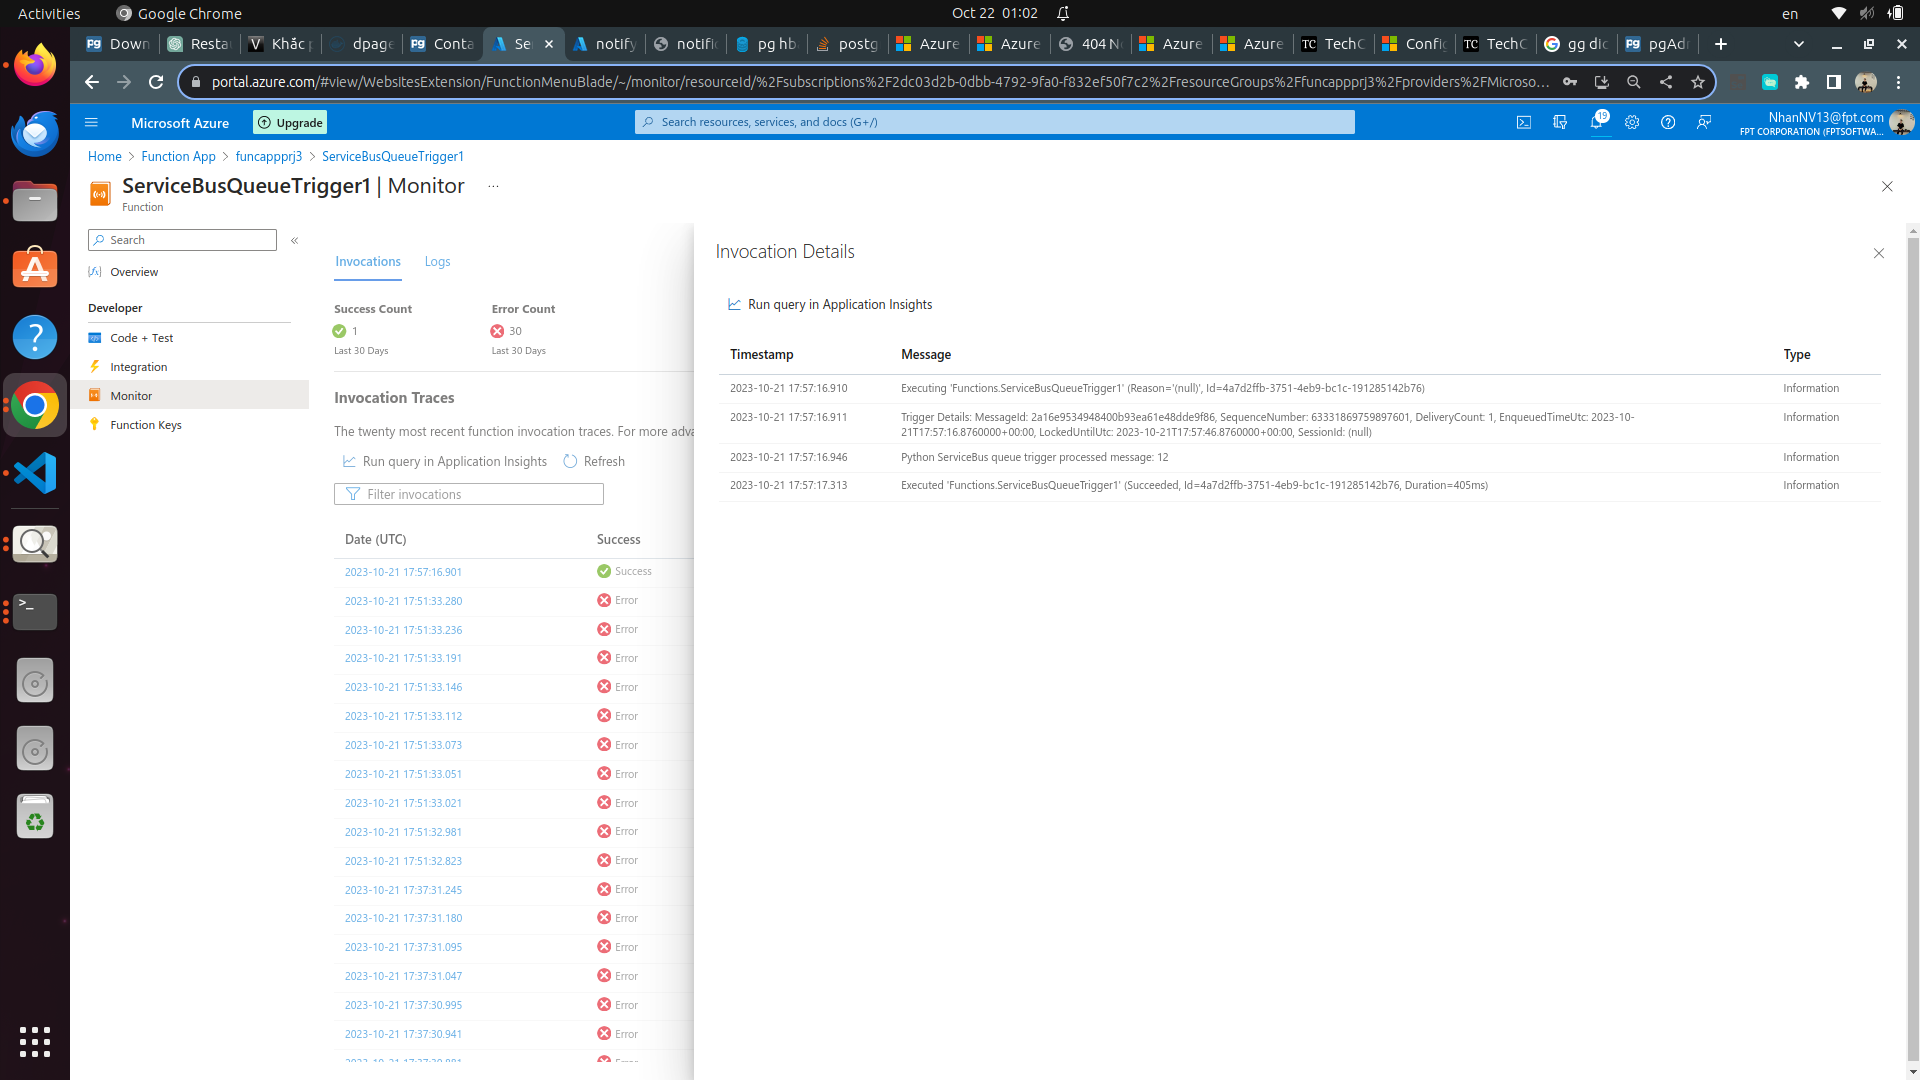 Activities
Google Chrome
Oct 22 01:02
en
Down
Resta
Khắc
dpage
Conta
Se
notify
notific
pg hb
postg
Azure
Azure
404 N
Azure
Azure
TechC
Config
TechC
gg dic
pgAdr
portal.azure.com/#view/WebsitesExtension/FunctionMenuBlade/~/monitor/resourceId/%2Fsubscriptions%2F2dc03d2b-0dbb-4792-9fa0-f832ef50f7c2%2FresourceGroups%2Ffuncappprj3%2Fproviders%2FMicroso...
Microsoft Azure
Upgrade
Search resources, services, and docs (G+/)
19
NhanNV13@fpt.com
FPT CORPORATION (FPTSOFTWA...
Home > Function App > funcappprj3 > ServiceBusQueueTrigger1
ServiceBusQueueTrigger1 | Monitor ...
Function
Search
Overview
Developer
Code + Test
Integration
Monitor
Function Keys
Invocations
Logs
Success Count
Error Count
1
30
Last 30 Days
Last 30 Days
Invocation Traces
The twenty most recent function invocation traces. For more adva
Run query in Application Insights
Refresh
Filter invocations
Date (UTC) Success
2023-10-21 17:57:16.901 Success
2023-10-21 17:51:33.280 Error
2023-10-21 17:51:33.236 Error
2023-10-21 17:51:33.191 Error
2023-10-21 17:51:33.146 Error
2023-10-21 17:51:33.112 Error
2023-10-21 17:51:33.073 Error
2023-10-21 17:51:33.051 Error
2023-10-21 17:51:33.021 Error
2023-10-21 17:51:32.981 Error
2023-10-21 17:51:32.823 Error
2023-10-21 17:37:31.245 Error
2023-10-21 17:37:31.180 Error
2023-10-21 17:37:31.095 Error
2023-10-21 17:37:31.047 Error
2023-10-21 17:37:30.995 Error
2023-10-21 17:37:30.941 Error
Invocation Details
Run query in Application Insights
Timestamp Message Type
2023-10-21 17:57:16.910 Executing 'Functions.ServiceBusQueueTrigger1' (Reason='(null)', Id=4a7d2ffb-3751-4eb9-bc1c-191285142b76) Information
2023-10-21 17:57:16.911 Trigger Details: MessageId: 2a16e9534948400b93ea61e48dde9f86, SequenceNumber: 63331869759897601, DeliveryCount: 1, EnqueuedTimeUtc: 2023-10- Information
21T17:57:16.8760000+00:00, LockedUntilUtc: 2023-10-21T17:57:46.8760000+00:00, SessionId: (null)
2023-10-21 17:57:16.946 Python ServiceBus queue trigger processed message: 12 Information
2023-10-21 17:57:17.313 Executed 'Functions.ServiceBusQueueTrigger1' (Succeeded, Id=4a7d2ffb-3751-4eb9-bc1c-191285142b76, Duration=405ms) Information